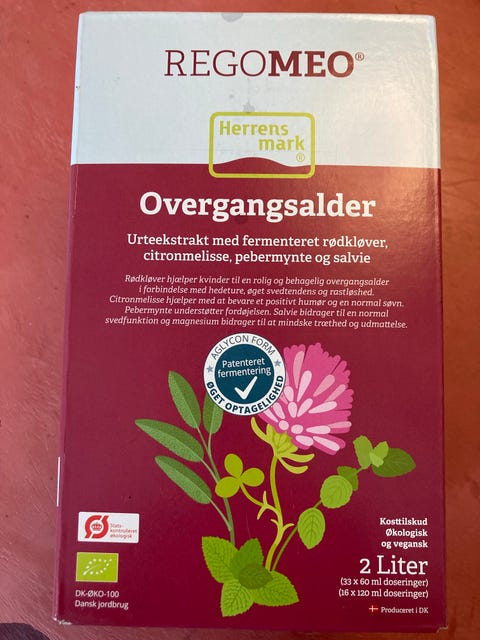 REGOMEO®
Herrens
mark®
Overgangsalder
Urteekstrakt med fermenteret rødkløver,
citronmelisse, pebermynte og salvie
Rødkløver hjælper kvinder til en rolig og behagelig overgangsalder
i forbindelse med hedeture, øget svedtendens og rastløshed.
Citronmelisse hjælper med at bevare et positivt humør og en normal søvn.
Pebermynte understøtter fordøjelsen. Salvie bidrager til en normal
svedfunktion og magnesium bidrager til at mindske træthed og udmattelse.
AGLYCON FORM
Patenteret
fermentering
ØGET OPTAGELIGHED
Stats-
kontrolleret
økologisk
DK-ØKO-100
Dansk jordbrug
Kosttilskud
Økologisk
og vegansk
2 Liter
(33 x 60 ml doseringer)
(16 x 120 ml doseringer)
Produceret i DK